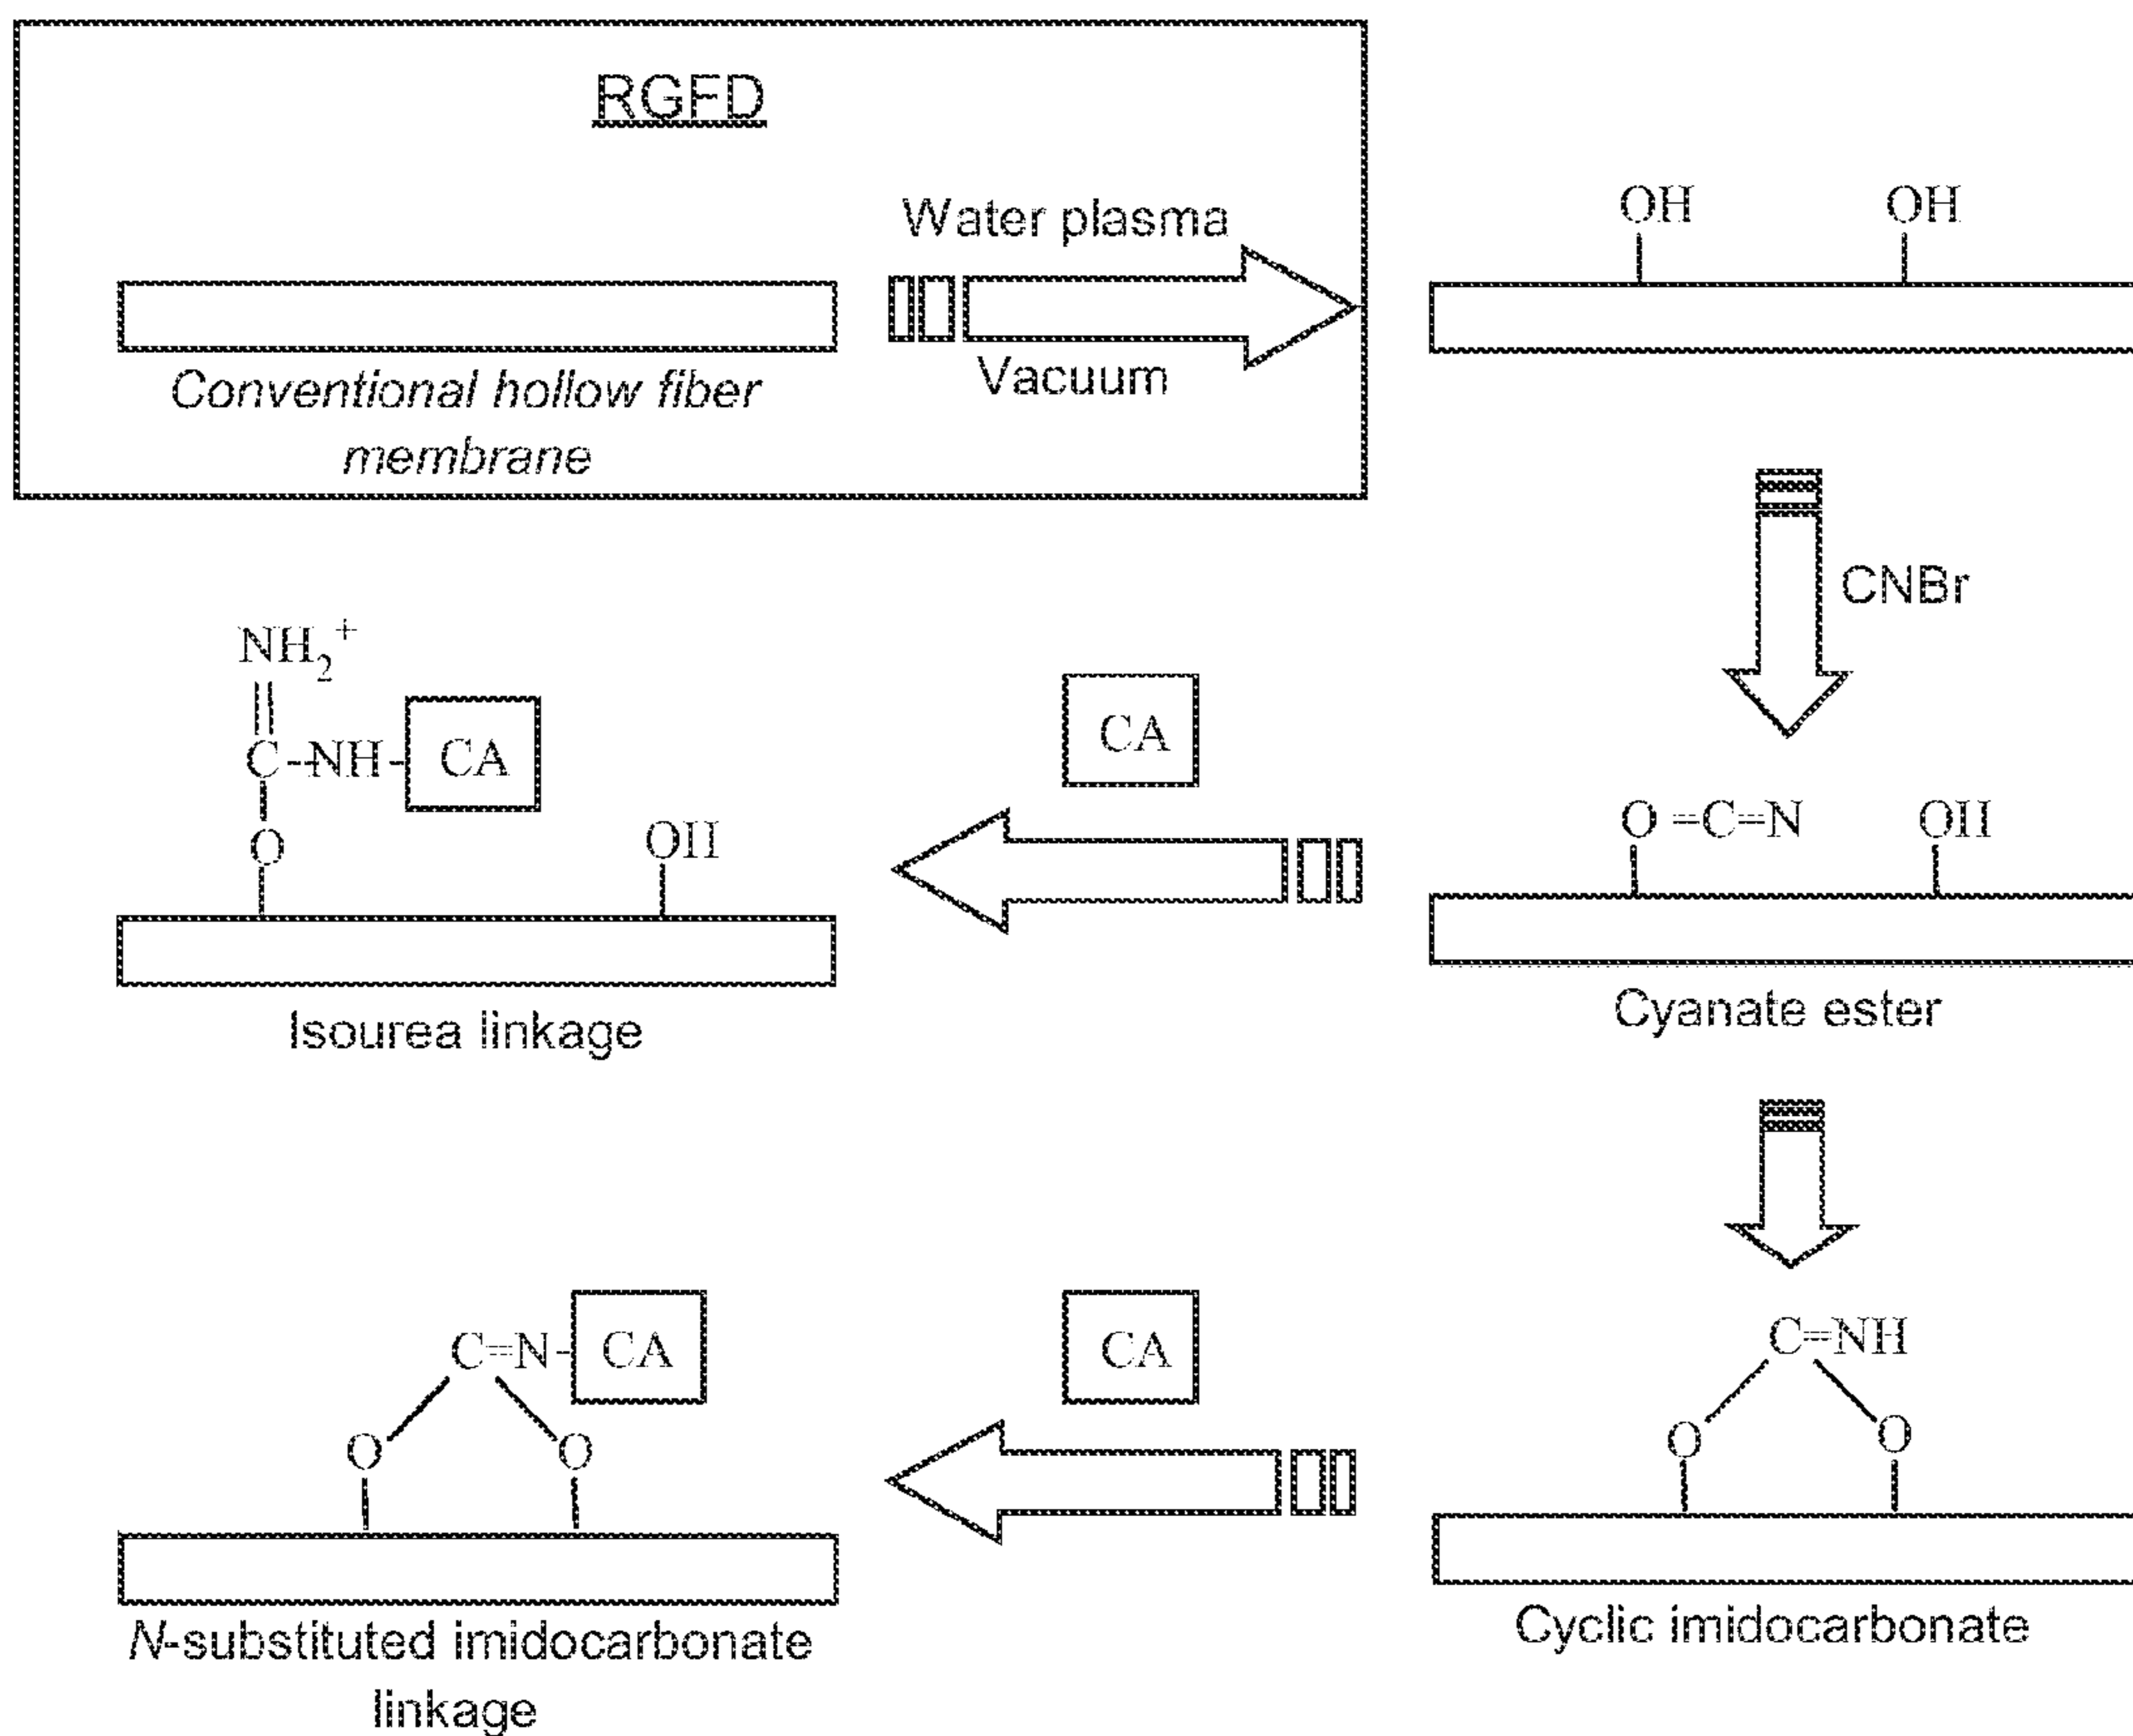 RGFD
Water plasma
Vacuum
Conventional hollow fiber
membrane
OH OH
CNBr
NH₂⁺
C-NH-CA
O
OH
Isourea linkage
CA
O=C=N OH
Cyanate ester
C=N-CA
O O
N-substituted imidocarbonate
linkage
CA
C=NH
O O
Cyclic imidocarbonate